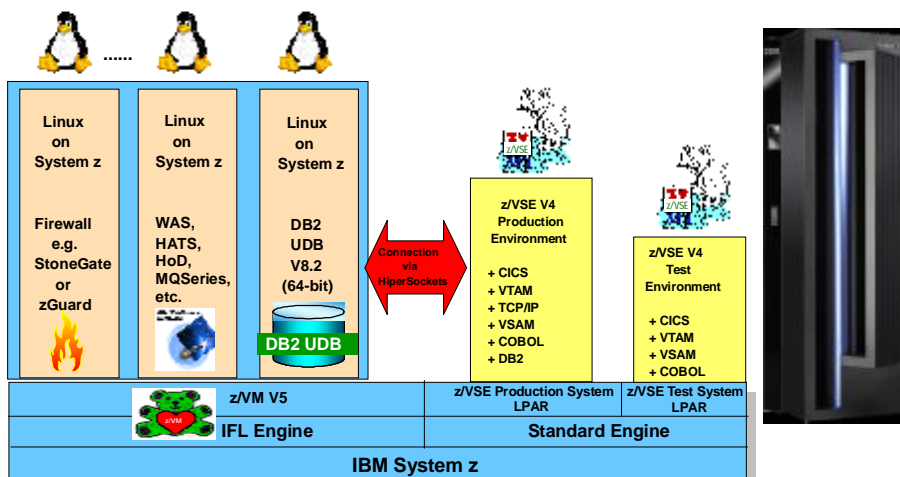 ......
Linux
on
System z
Firewall
e.g.
StoneGate
or
zGuard
Linux
on
System z
WAS,
HATS,
HoD,
MQSeries,
etc.
Linux
on
System z
DB2
UDB
V8.2
(64-bit)
DB2 UDB
Connection
via
HiperSockets
z/VSE
z/VSE V4
Production
Environment
+ CICS
+ VTAM
+ TCP/IP
+ VSAM
+ COBOL
+ DB2
z/VSE
z/VSE V4
Test
Environment
+ CICS
+ VTAM
+ VSAM
+ COBOL
z/VM V5
z/VM
z/VSE Production System
LPAR
z/VSE Test System
LPAR
IFL Engine
Standard Engine
IBM System z